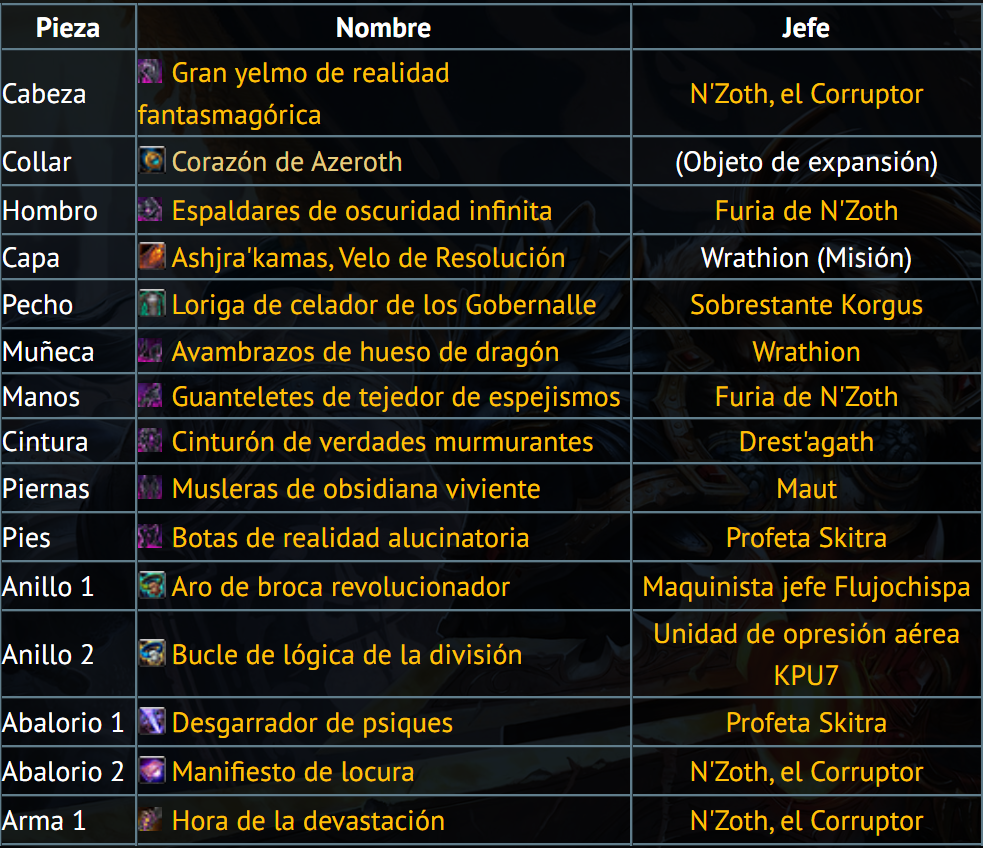 Pieza Nombre Jefe
Cabeza Gran yelmo de realidad fantasmagórica N'Zoth, el Corruptor
Collar Corazón de Azeroth (Objeto de expansión)
Hombro Espaldares de oscuridad infinita Furia de N'Zoth
Capa Ashjra'kamas, Velo de Resolución Wrathion (Misión)
Pecho Loriga de celador de los Gobernalle Sobrestante Korgus
Muñeca Avambrazos de hueso de dragón Wrathion
Manos Guanteletes de tejedor de espejismos Furia de N'Zoth
Cintura Cinturón de verdades murmurantes Drest'agath
Piernas Musleras de obsidiana viviente Maut
Pies Botas de realidad alucinatoria Profeta Skitra
Anillo 1 Aro de broca revolucionador Maquinista jefe Flujochispa
Anillo 2 Bucle de lógica de la división Unidad de opresión aérea KPU7
Abalorio 1 Desgarrador de psiques Profeta Skitra
Abalorio 2 Manifiesto de locura N'Zoth, el Corruptor
Arma 1 Hora de la devastación N'Zoth, el Corruptor